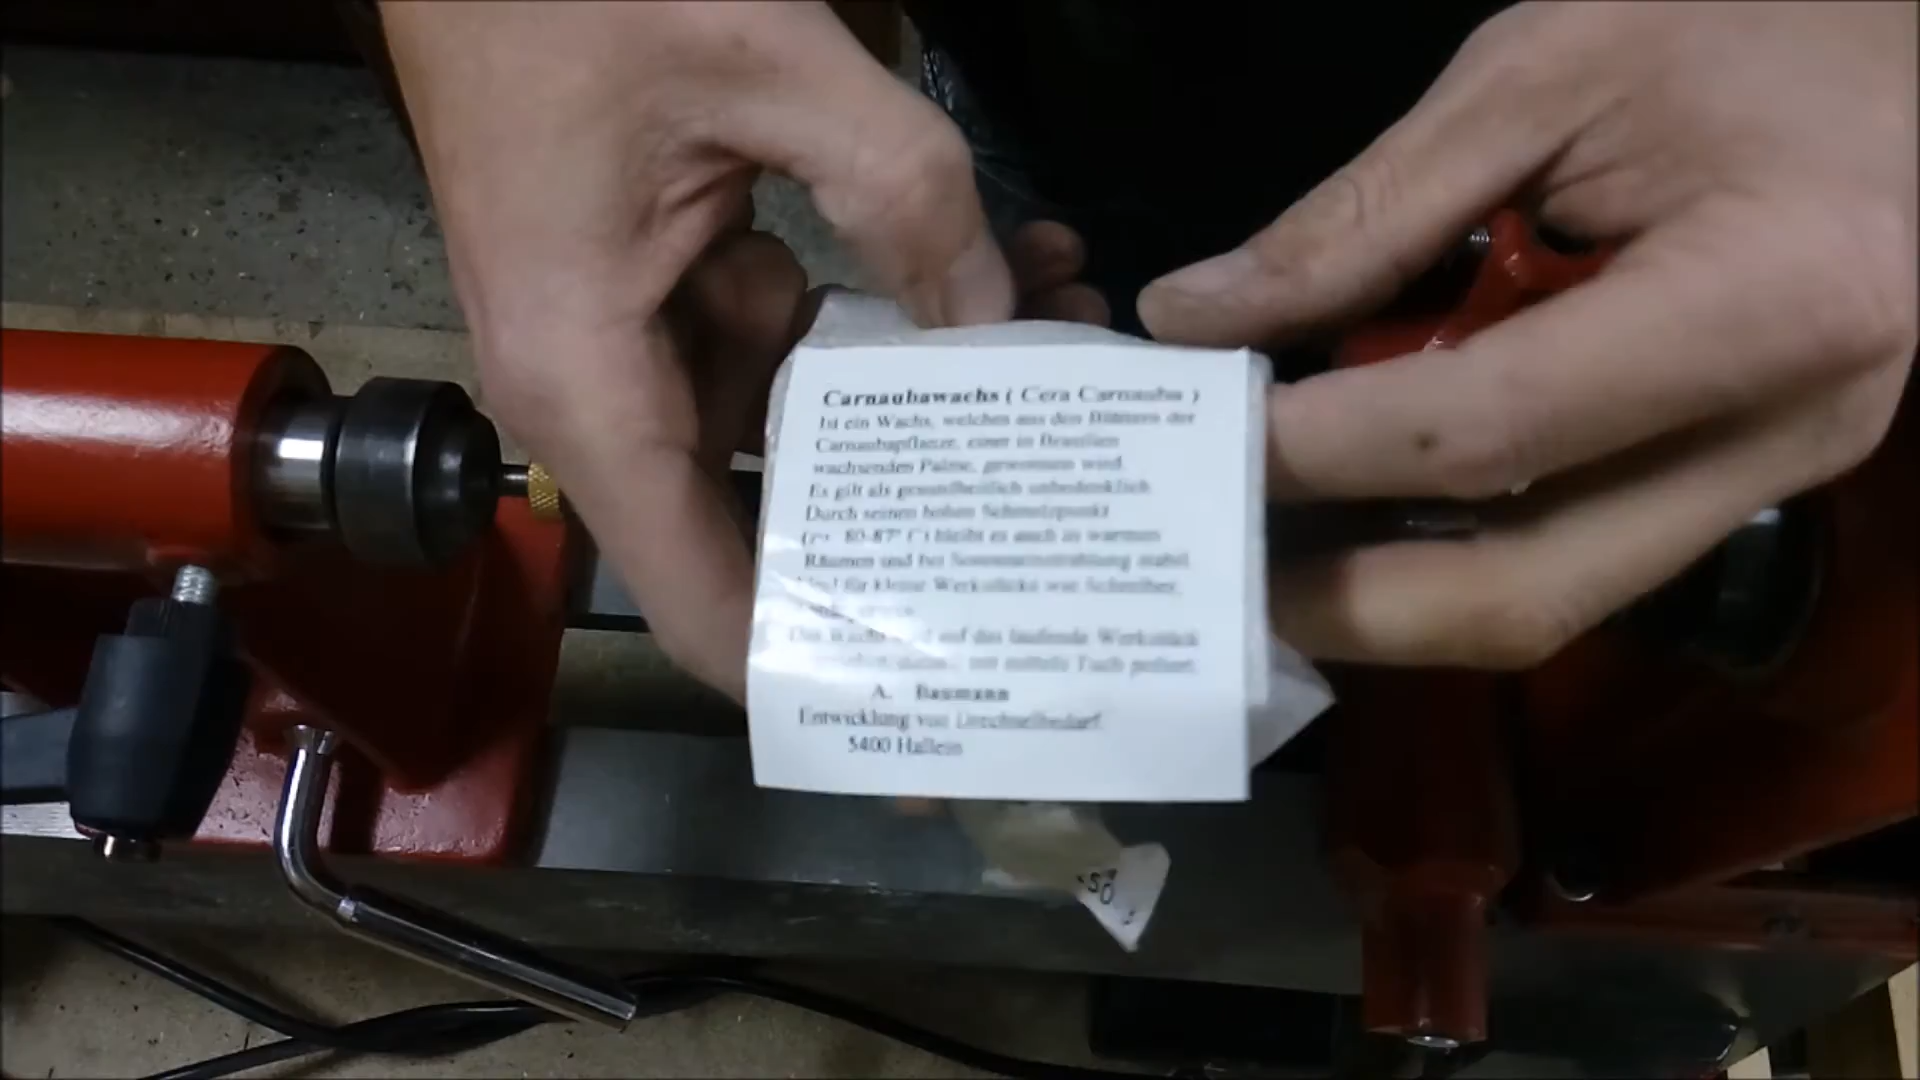 Carnaubawachs ( Cera Carnauba )
Ist ein Wachs, welches aus den Blättern der
Carnaubapflanze, einer in Brasilien
wachsenden Palme, gewonnen wird.
Es gilt als gesundheitlich unbedenklich
Durch seinen hohen Schmelzpunkt
80-87° C) bleibt es auch in warmen
Räumen und bei Sonneneinstrahlung stabil
für kleine Werkstücke wie Schreiber,
Das Wachs auf das laufende Werkstück
mittels Tuch poliert.
A. Baumann
Entwicklung von Drechselbedarf
5400 Hallein
50